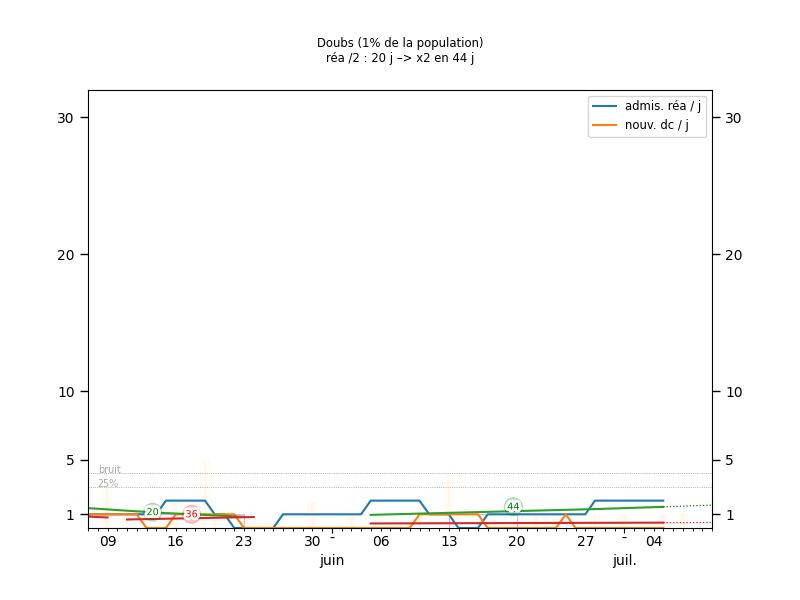 Doubs (1% de la population)
réa /2 : 20 j –> x2 en 44 j
admis. réa / j
nouv. dc / j
30 30
20 20
10 10
5 5
bruit
25%
1 1
20 36 44
09 16 23 30 - 06 13 20 27 - 04
juin juil.